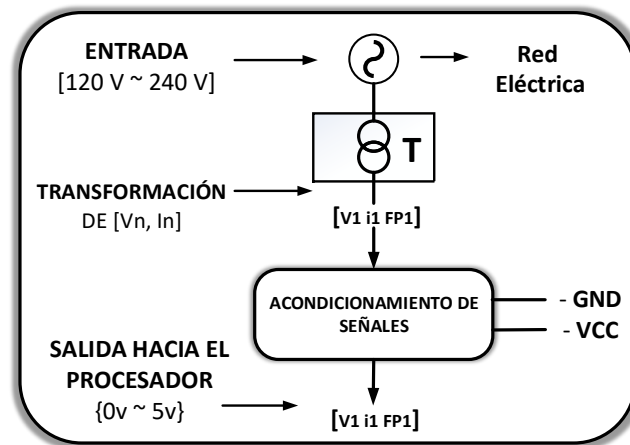 ENTRADA
[120 V ~ 240 V]
Red
Eléctrica
T
TRANSFORMACIÓN
DE [Vn, In]
[V1 i1 FP1]
ACONDICIONAMIENTO DE
SEÑALES
- GND
- VCC
SALIDA HACIA EL
PROCESADOR
{0v ~ 5v}
[V1 i1 FP1]